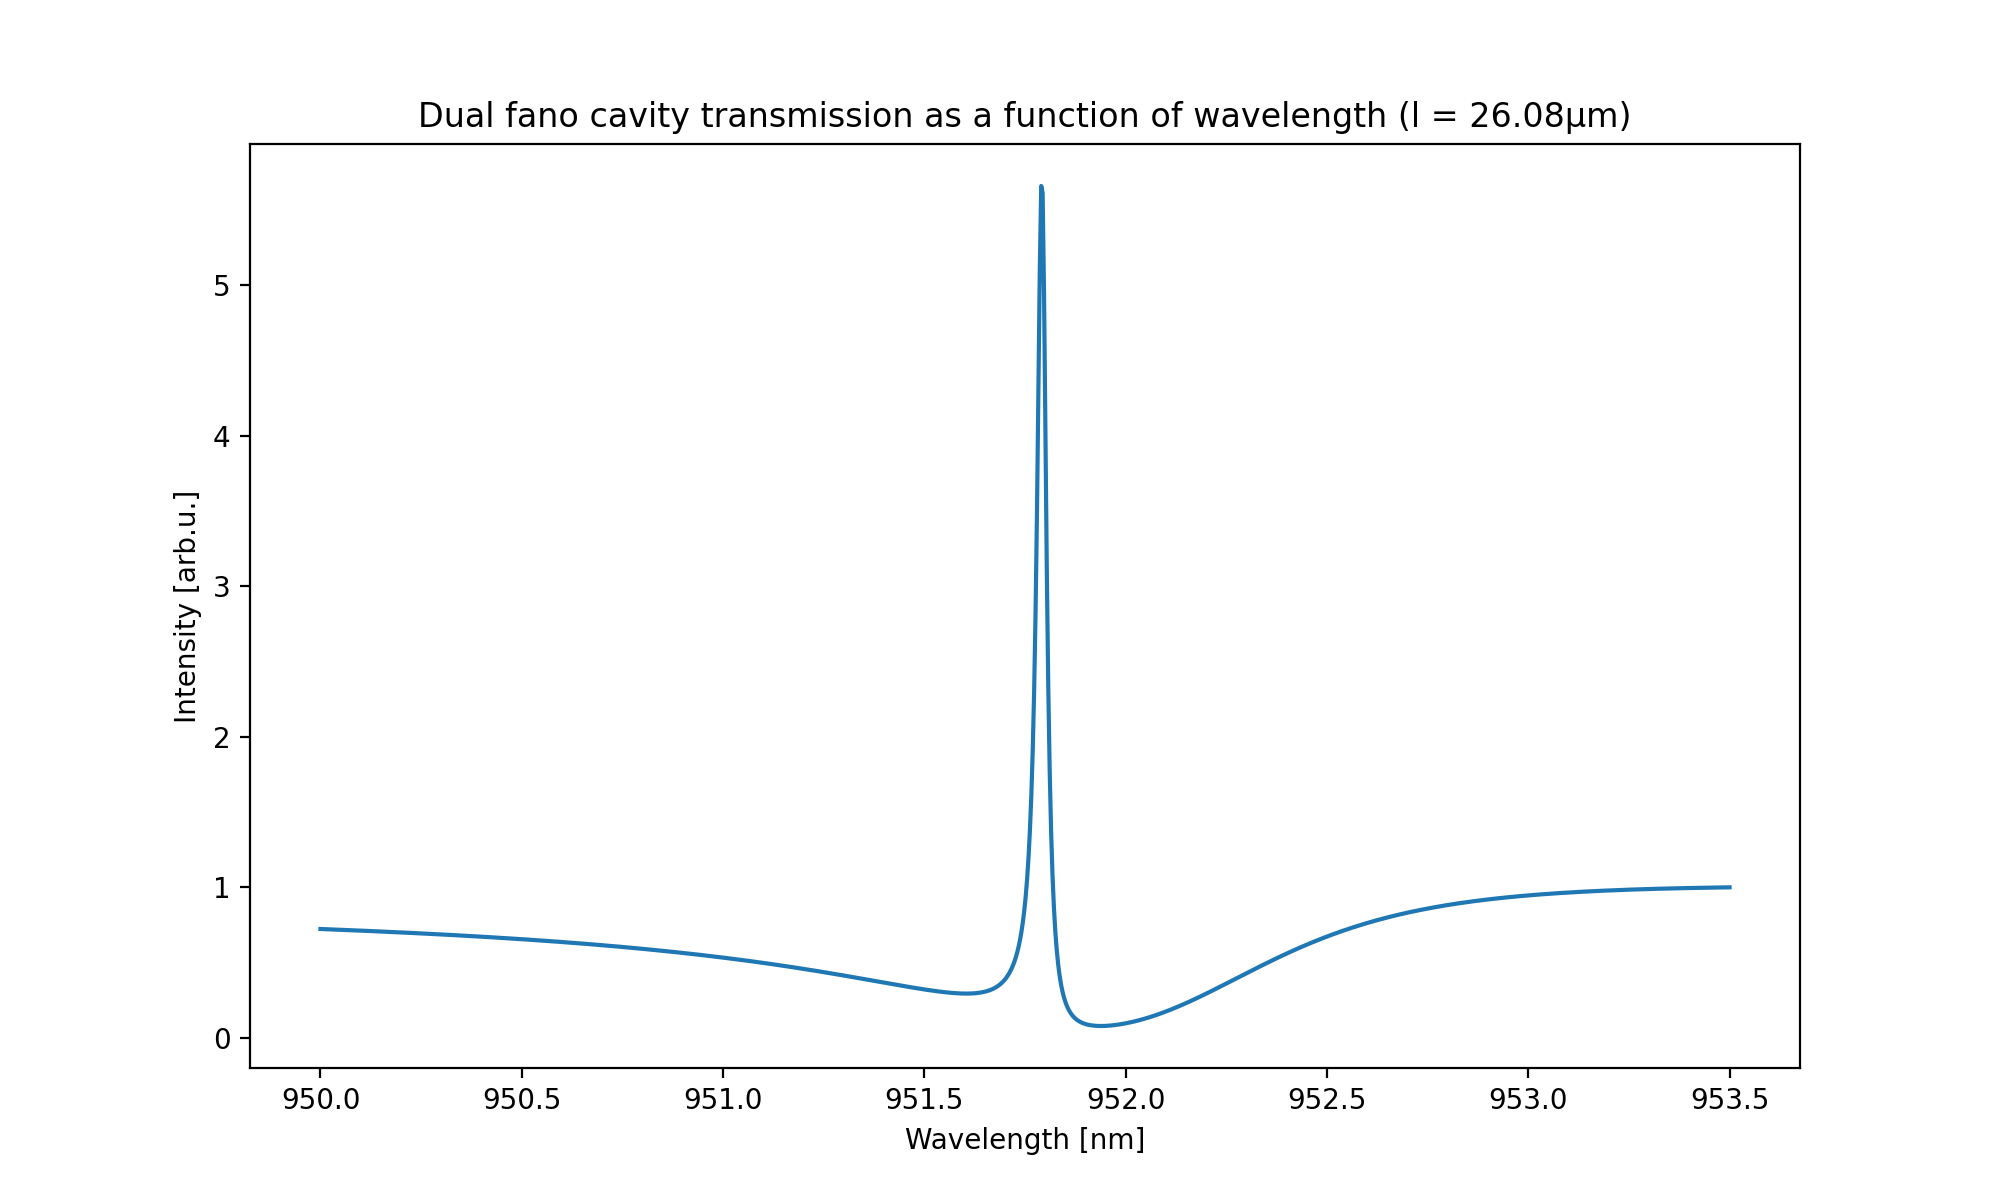 Dual fano cavity transmission as a function of wavelength (l = 26.08μm)
Intensity [arb.u.]
5
4
3
2
1
0
950.0 950.5 951.0 951.5 952.0 952.5 953.0 953.5
Wavelength [nm]